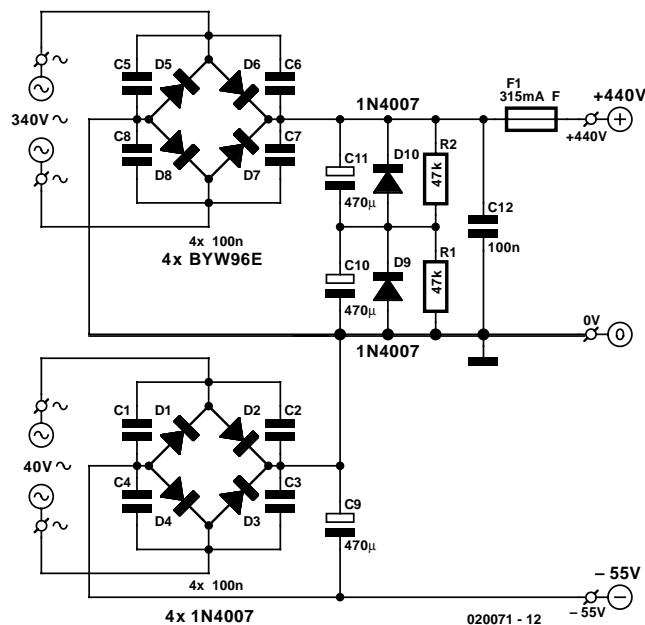 C5
D5
D6
C6
340V ~
C8
D8
D7
C7
4x 100n
4x BYW96E
1N4007
C11
470µ
D10
R2
47k
C12
100n
F1
315mA F
+440V
+440V
C10
470µ
D9
R1
47k
1N4007
0V
0
C1
D1
D2
C2
40V ~
C4
D4
D3
C3
4x 100n
4x 1N4007
C9
470µ
– 55V
– 55V
020071 - 12